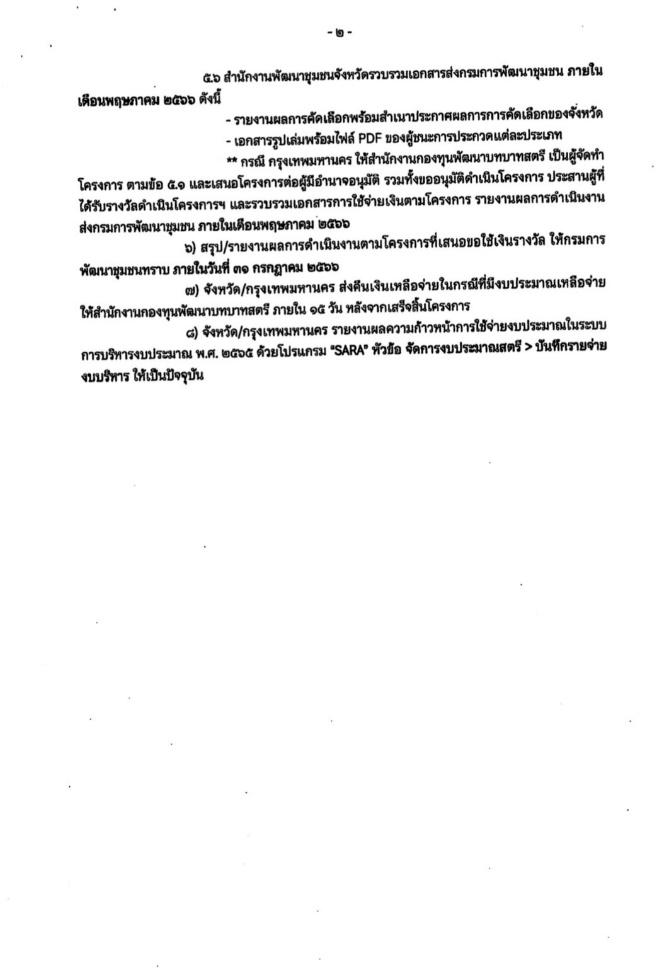 - ๒ -
๕.๖ สำนักงานพัฒนาชุมชนจังหวัดรวบรวมเอกสารส่งกรมการพัฒนาชุมชน ภายใน
เดือนพฤษภาคม ๒๕๖๖ ดังนี้
- รายงานผลการคัดเลือกพร้อมสำเนาประกาศผลการการคัดเลือกของจังหวัด
- เอกสารรูปเล่มพร้อมไฟล์ PDF ของผู้ชนะการประกวดแต่ละประเภท
** กรณี กรุงเทพมหานคร ให้สำนักงานกองทุนพัฒนาบทบาทสตรี เป็นผู้จัดทำ
โครงการ ตามข้อ ๕.๑ และเสนอโครงการต่อผู้มีอำนาจอนุมัติ รวมทั้งขออนุมัติดำเนินโครงการ ประสานผู้ที่
ได้รับรางวัลดำเนินโครงการฯ และรวบรวมเอกสารการใช้จ่ายเงินตามโครงการ รายงานผลการดำเนินงาน
ส่งกรมการพัฒนาชุมชน ภายในเดือนพฤษภาคม ๒๕๖๖
๖) สรุป/รายงานผลการดำเนินงานตามโครงการที่เสนอขอใช้เงินรางวัล ให้กรมการ
พัฒนาชุมชนทราบ ภายในวันที่ ๓๑ กรกฎาคม ๒๕๖๖
๗) จังหวัด/กรุงเทพมหานคร ส่งคืนเงินเหลือจ่ายในกรณีที่มีงบประมาณเหลือจ่าย
ให้สำนักงานกองทุนพัฒนาบทบาทสตรี ภายใน ๑๕ วัน หลังจากเสร็จสิ้นโครงการ
๘) จังหวัด/กรุงเทพมหานคร รายงานผลความก้าวหน้าการใช้จ่ายงบประมาณในระบบ
การบริหารงบประมาณ พ.ศ. ๒๕๖๕ ด้วยโปรแกรม "SARA" หัวข้อ จัดการงบประมาณสตรี > บันทึกรายจ่าย
งบบริหาร ให้เป็นปัจจุบัน